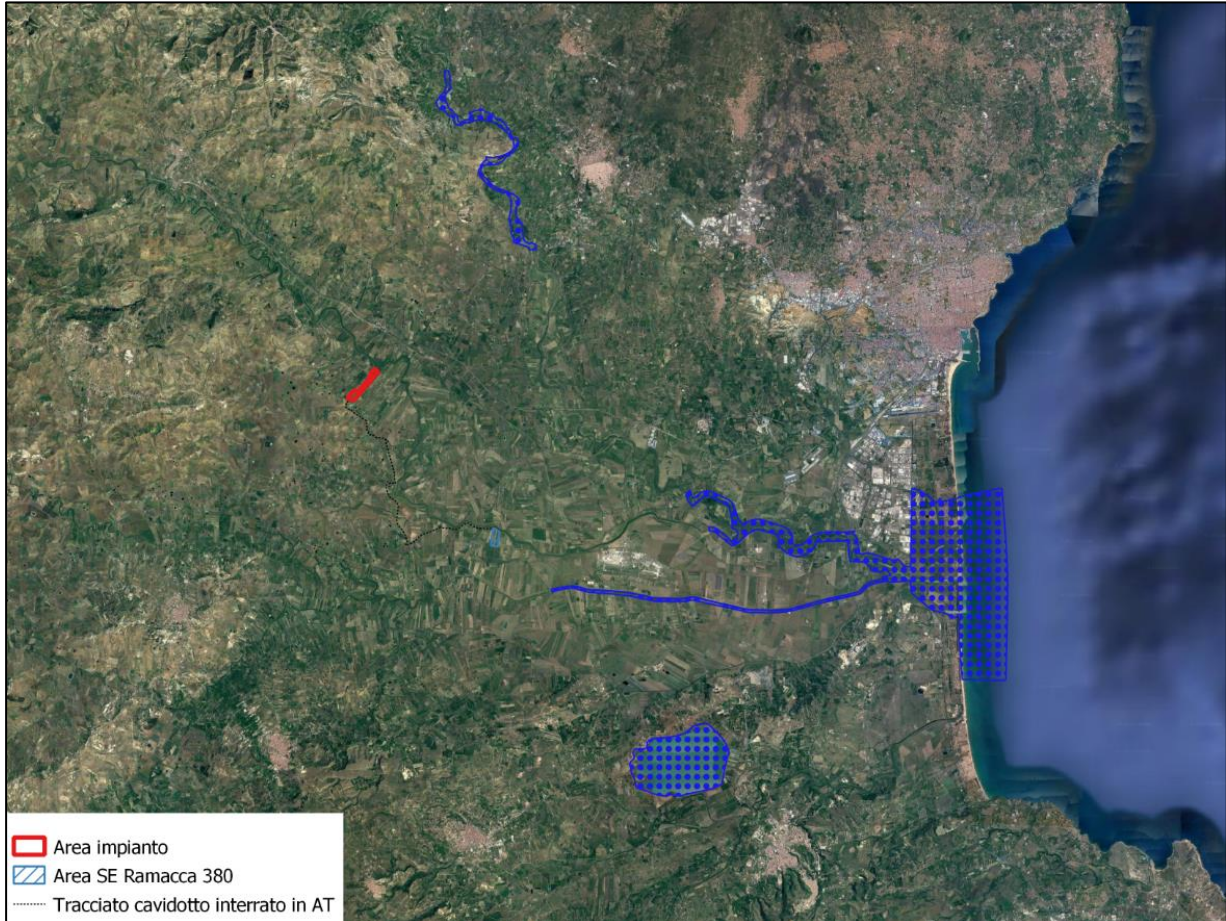 Area impianto
Area SE Ramacca 380
Tracciato cavidotto interrato in AT